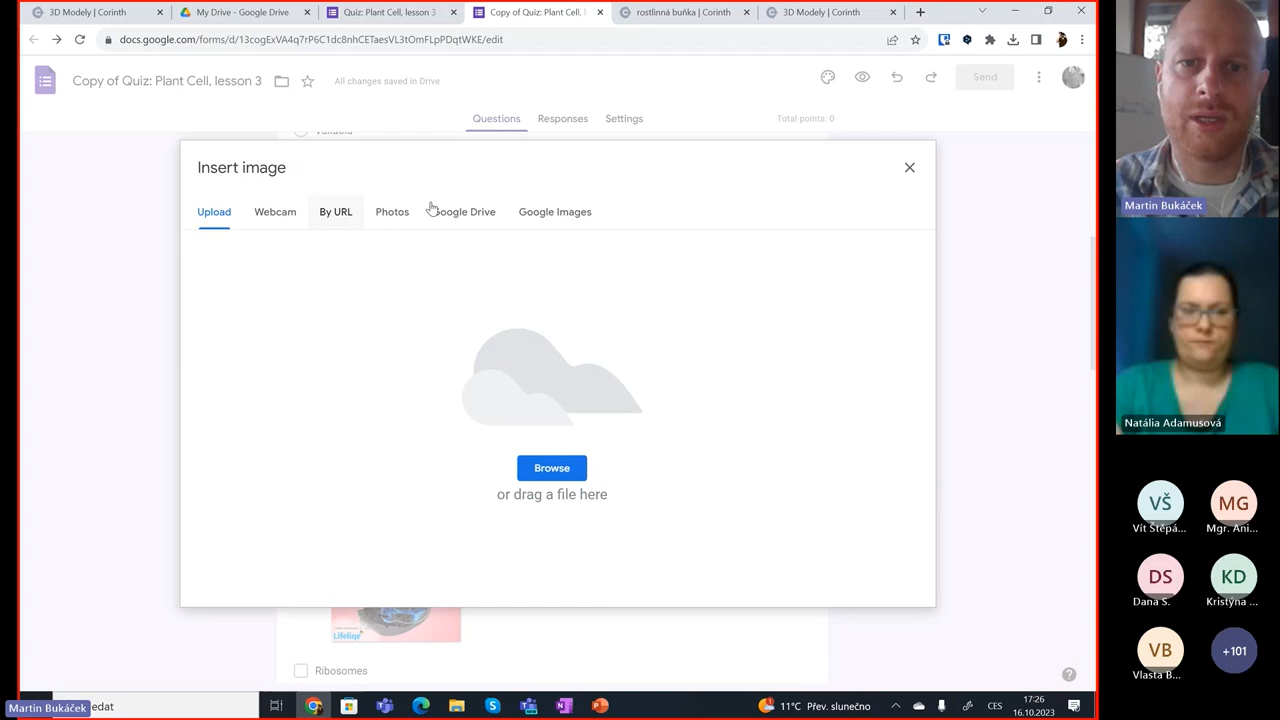 3D Modely | Corinth
My Drive - Google Drive
Quiz: Plant Cell, lesson 3
Copy of Quiz: Plant Cell, l
rostlinná buňka | Corinth
3D Modely | Corinth
docs.google.com/forms/d/13cogExVA4q7rP6C1dc8nhCETaesVL3tOmFLpPDqtWKE/edit
Copy of Quiz: Plant Cell, lesson 3
All changes saved in Drive
Send
Questions
Responses
Settings
Total points: 0
Insert image
Upload
Webcam
By URL
Photos
Google Drive
Google Images
Browse
or drag a file here
Lifeliqe
Ribosomes
Martin Bukáček
Natália Adamusová
VŠ
MG
Vít Štěpá...
Mgr. Ani...
DS
KD
Dana S.
Kristýna ...
VB
+101
Vlasta B...
Martin Bukáček
edat
11°C Přev. slunečno
CES
17:26
16.10.2023